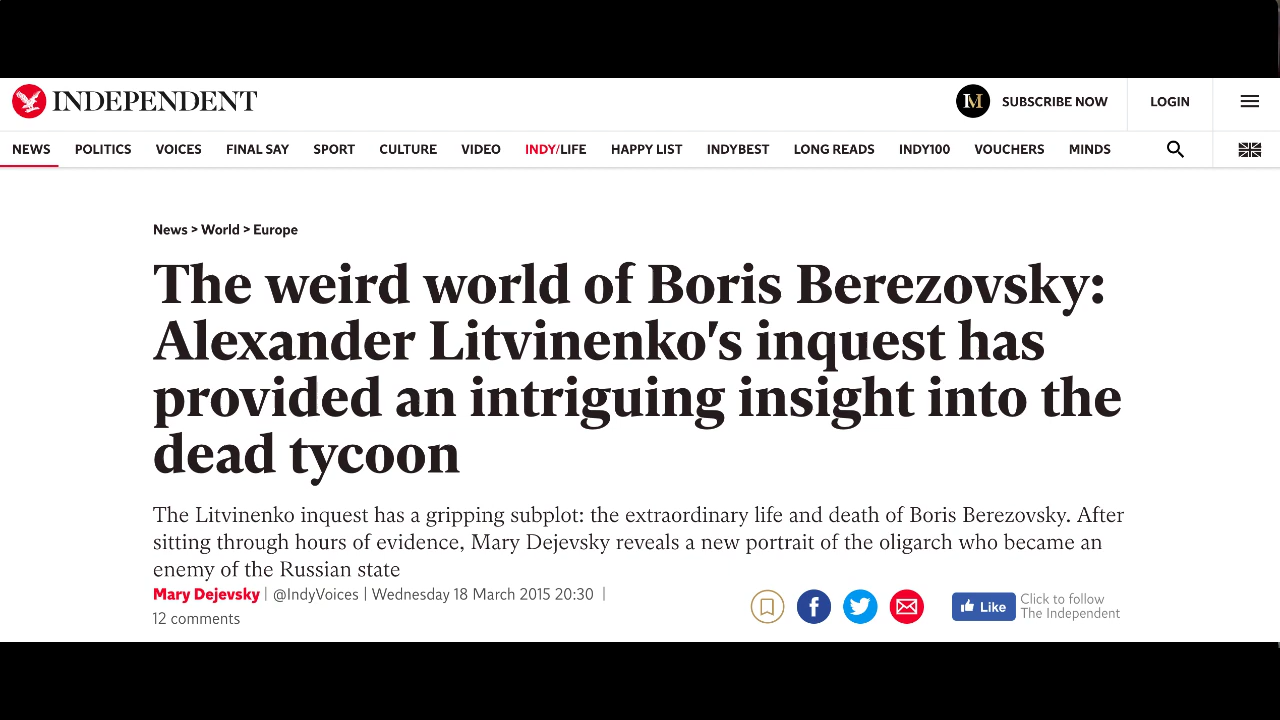 INDEPENDENT
IM SUBSCRIBE NOW
LOGIN
NEWS POLITICS VOICES FINAL SAY SPORT CULTURE VIDEO INDY/LIFE HAPPY LIST INDYBEST LONG READS INDY100 VOUCHERS MINDS
News > World > Europe
The weird world of Boris Berezovsky:
Alexander Litvinenko's inquest has
provided an intriguing insight into the
dead tycoon
The Litvinenko inquest has a gripping subplot: the extraordinary life and death of Boris Berezovsky. After
sitting through hours of evidence, Mary Dejevsky reveals a new portrait of the oligarch who became an
enemy of the Russian state
Mary Dejevsky | @IndyVoices | Wednesday 18 March 2015 20:30 |
12 comments
f
Like
Click to follow
The Independent